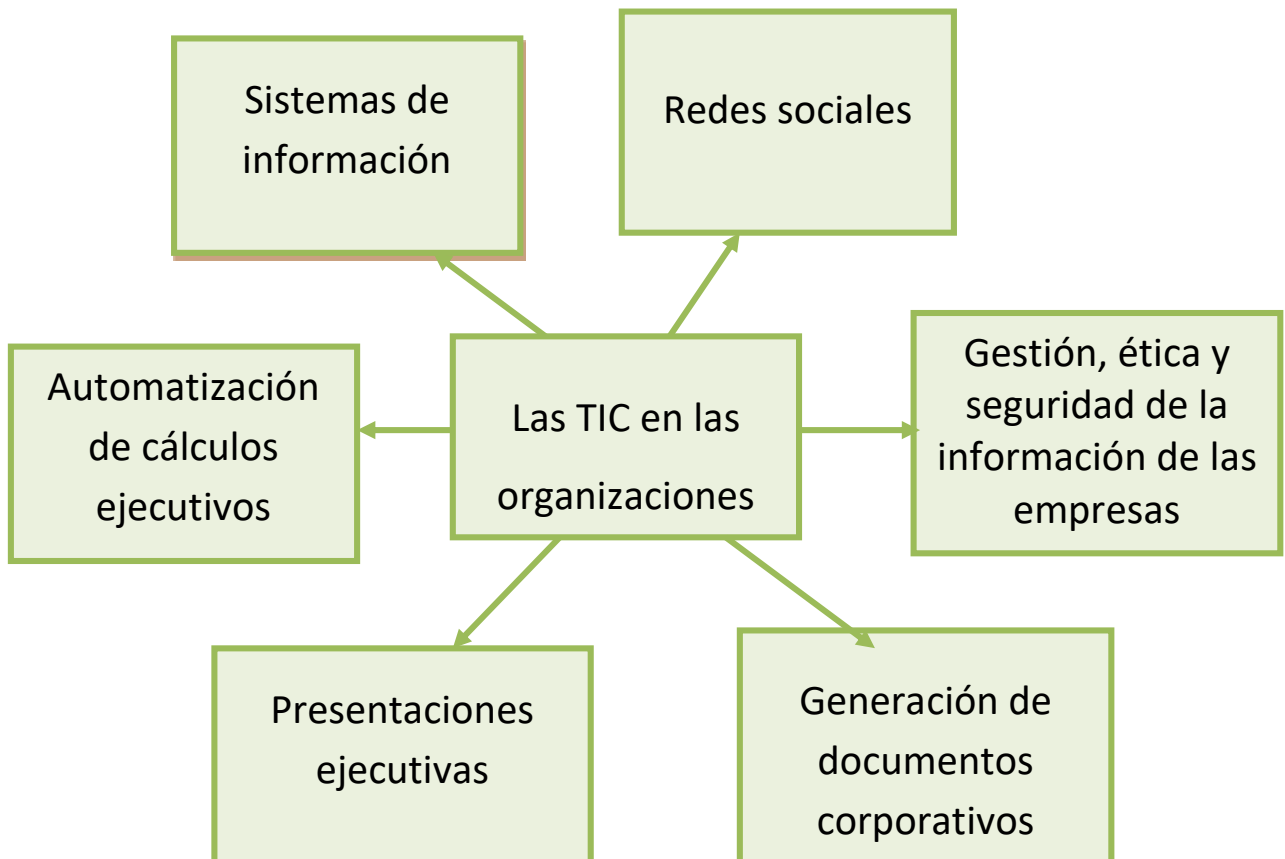 Sistemas de
información
Redes sociales
Automatización
de cálculos
ejecutivos
Las TIC en las
organizaciones
Gestión, ética y
seguridad de la
información de las
empresas
Presentaciones
ejecutivas
Generación de
documentos
corporativos